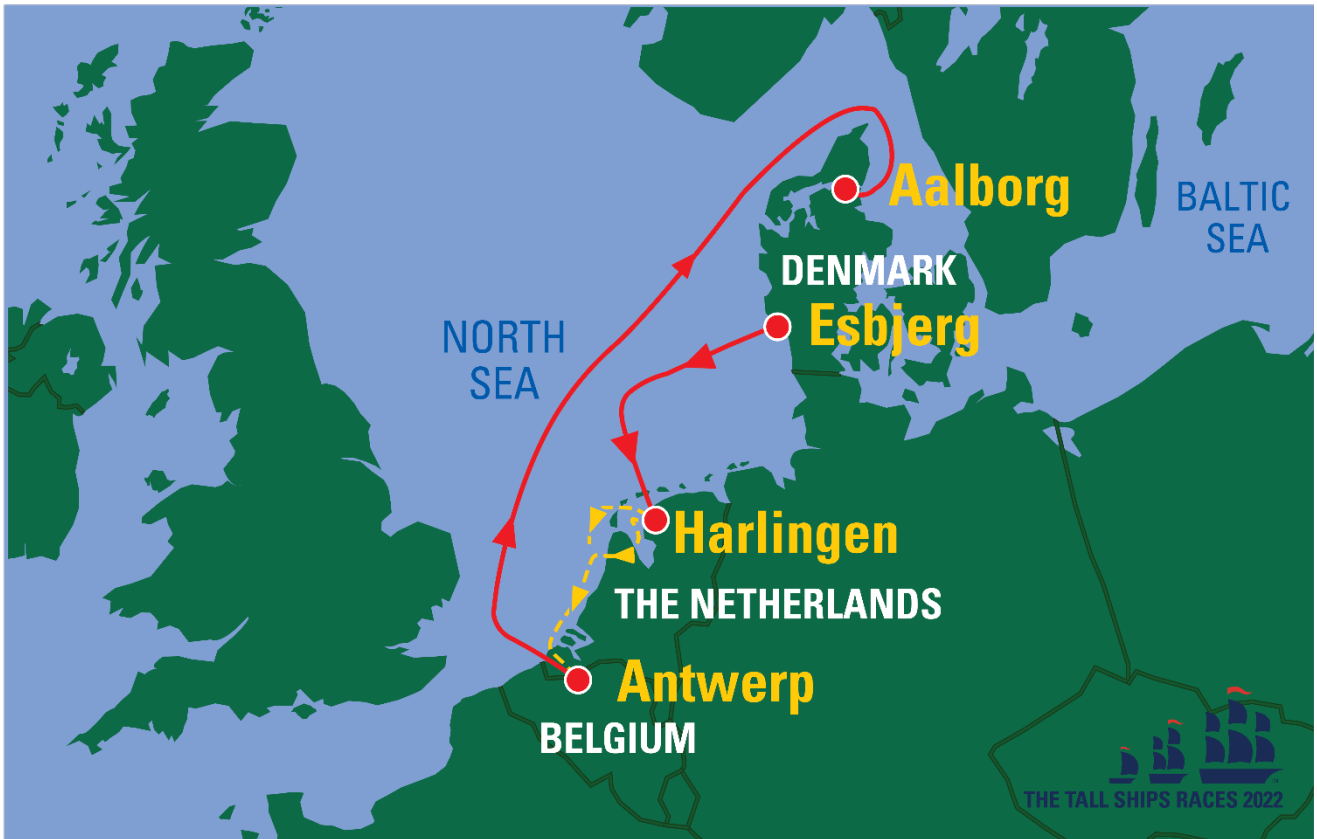 Aalborg
BALTIC
SEA
DENMARK
Esbjerg
NORTH
SEA
Harlingen
THE NETHERLANDS
Antwerp
BELGIUM
THE TALL SHIPS RACES 2022